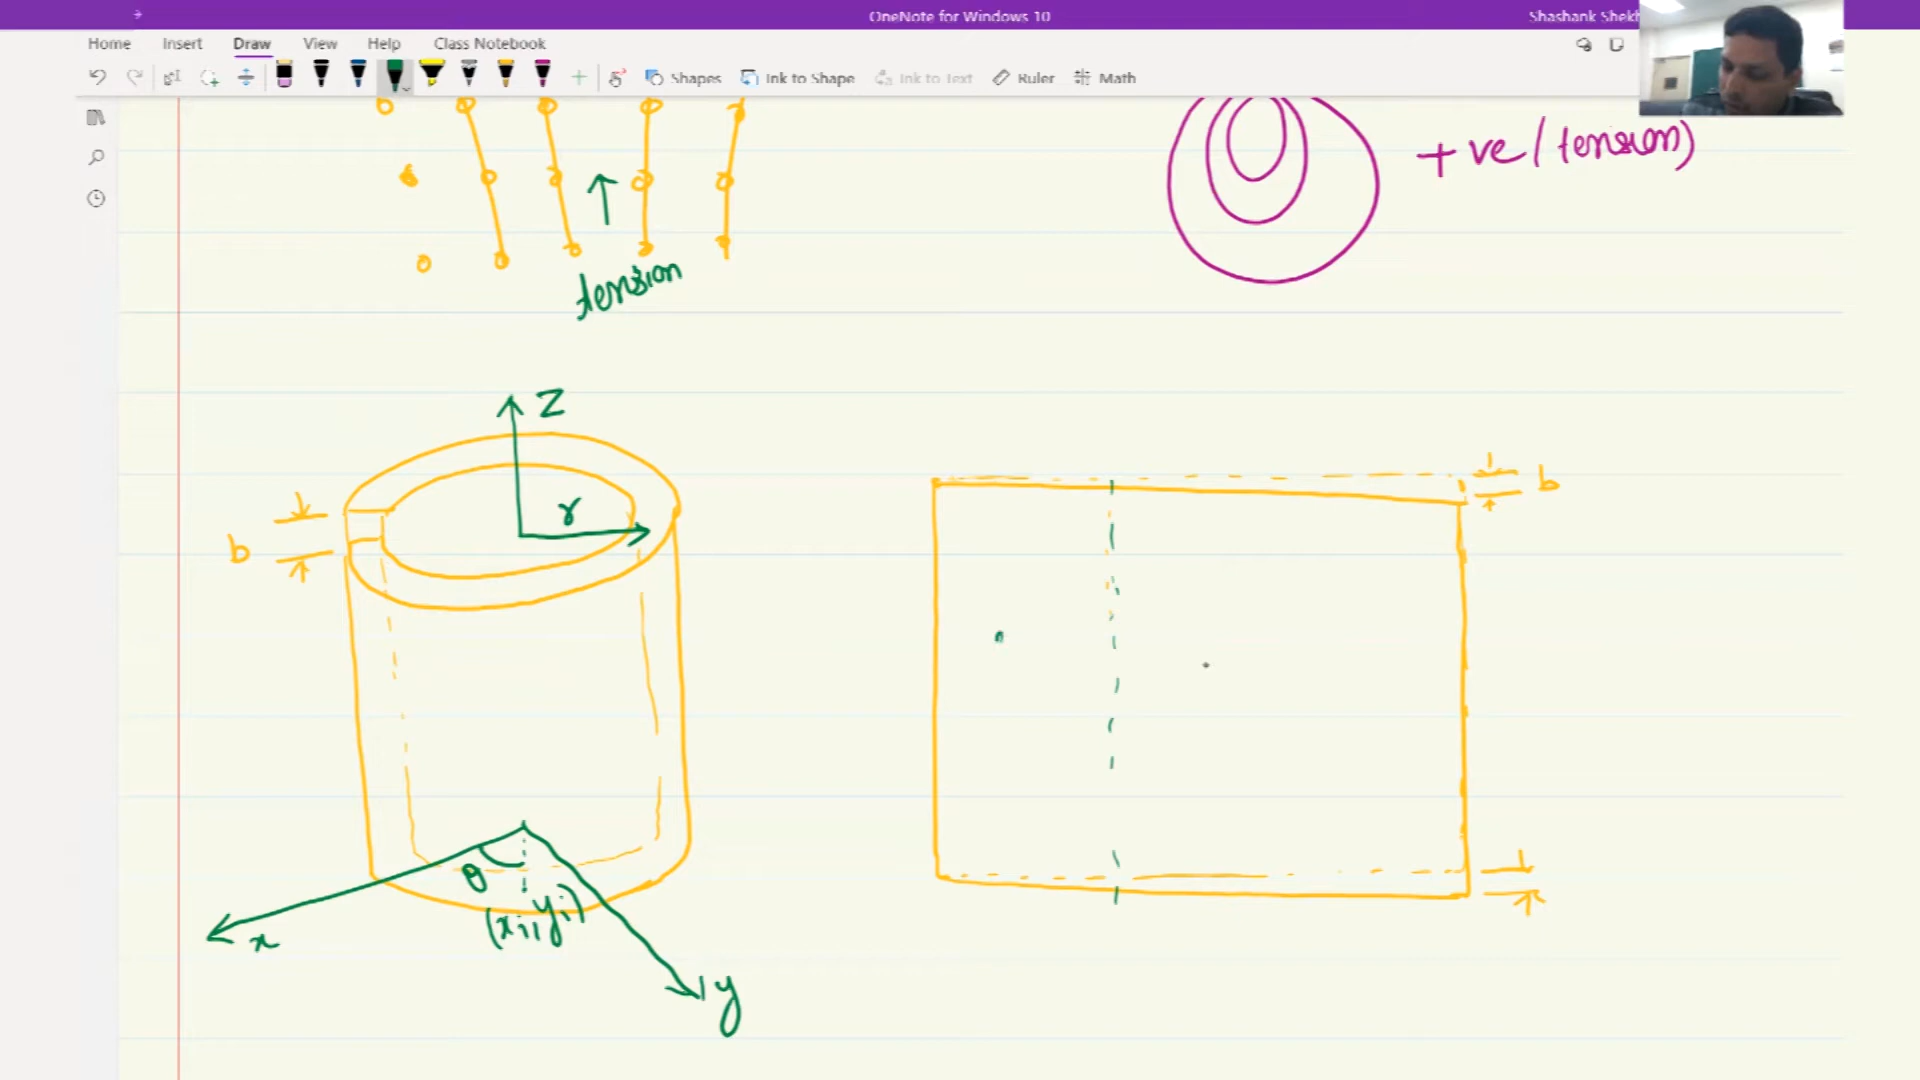 OneNote for Windows 10
Shashank Shekh
Home Insert Draw View Help Class Notebook
Shapes Ink to Shape Ink to Text Ruler Math
+ve (tension)
tension
z
r
b
b
θ
(xi, yi)
x
y